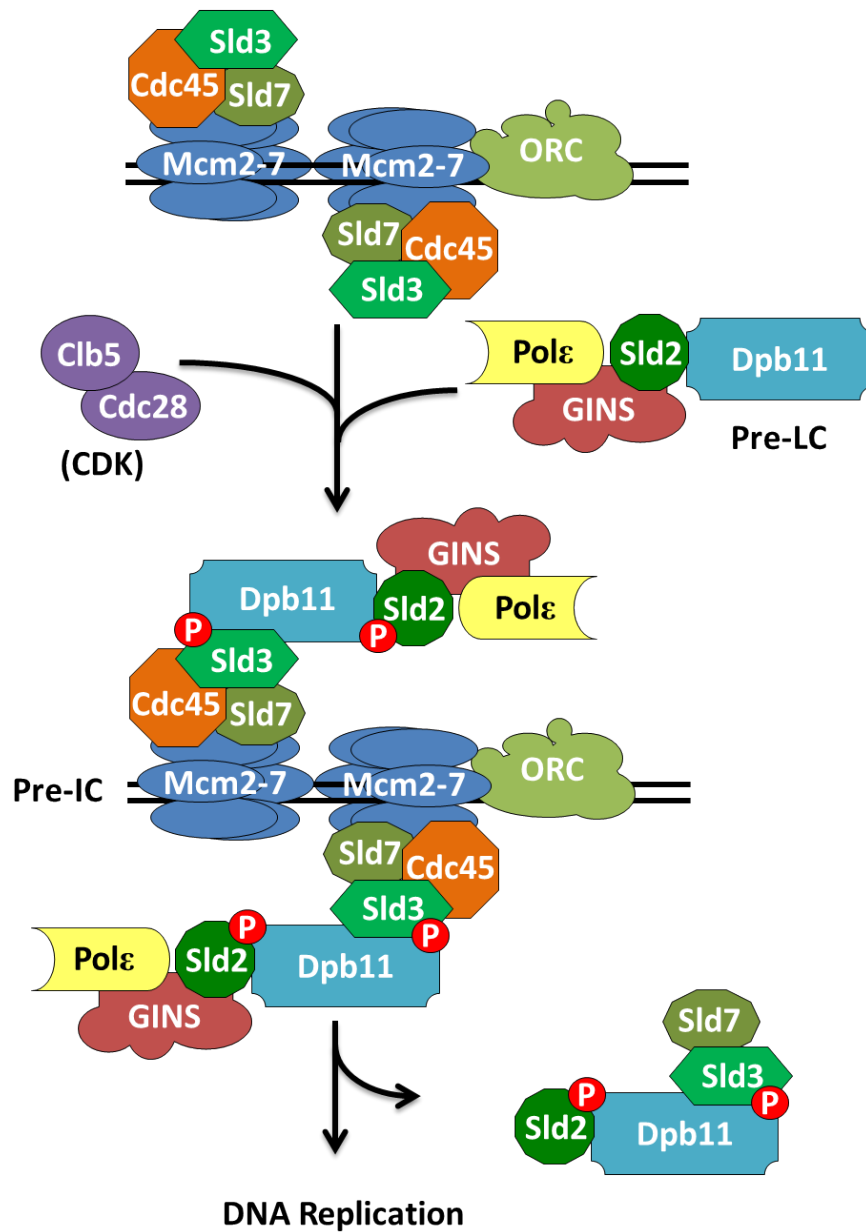 Sld3
Cdc45
Sld7
Mcm2-7
Mcm2-7
ORC
Sld7
Cdc45
Sld3
Clb5
Cdc28
(CDK)
Polε
Sld2
Dpb11
GINS
Pre-LC
GINS
Dpb11
Sld2
Polε
P
P
Sld3
Cdc45
Sld7
Pre-IC
Mcm2-7
Mcm2-7
ORC
Sld7
Cdc45
Sld3
P
P
Polε
Sld2
Dpb11
GINS
Sld7
Sld3
P
P
Sld2
Dpb11
DNA Replication